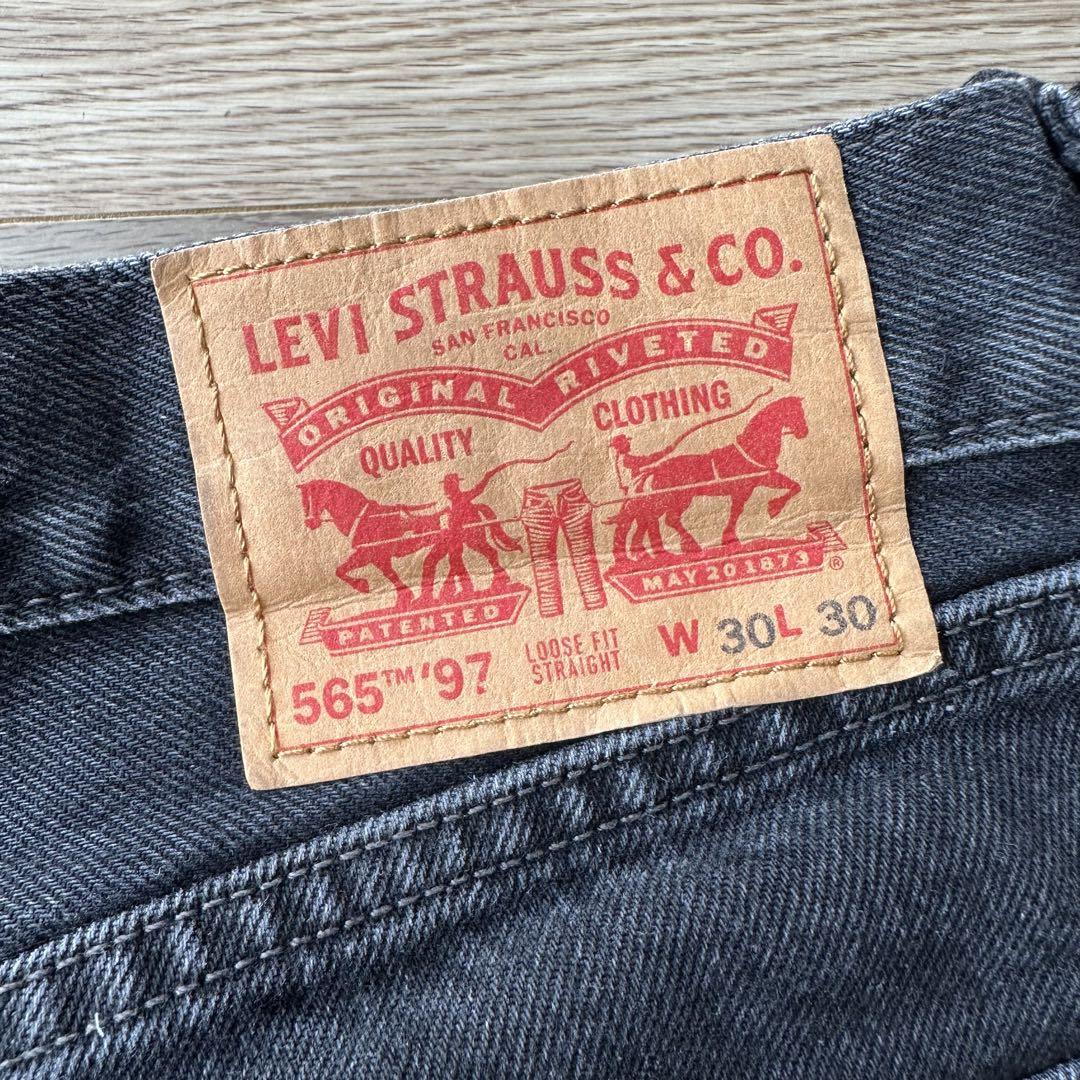 LEVI STRAUSS & CO.
SAN FRANCISCO
CAL.
ORIGINAL RIVETED
QUALITY CLOTHING
PATENTED MAY 20 1873 ®
565™ '97 LOOSE FIT STRAIGHT W 30 L 30